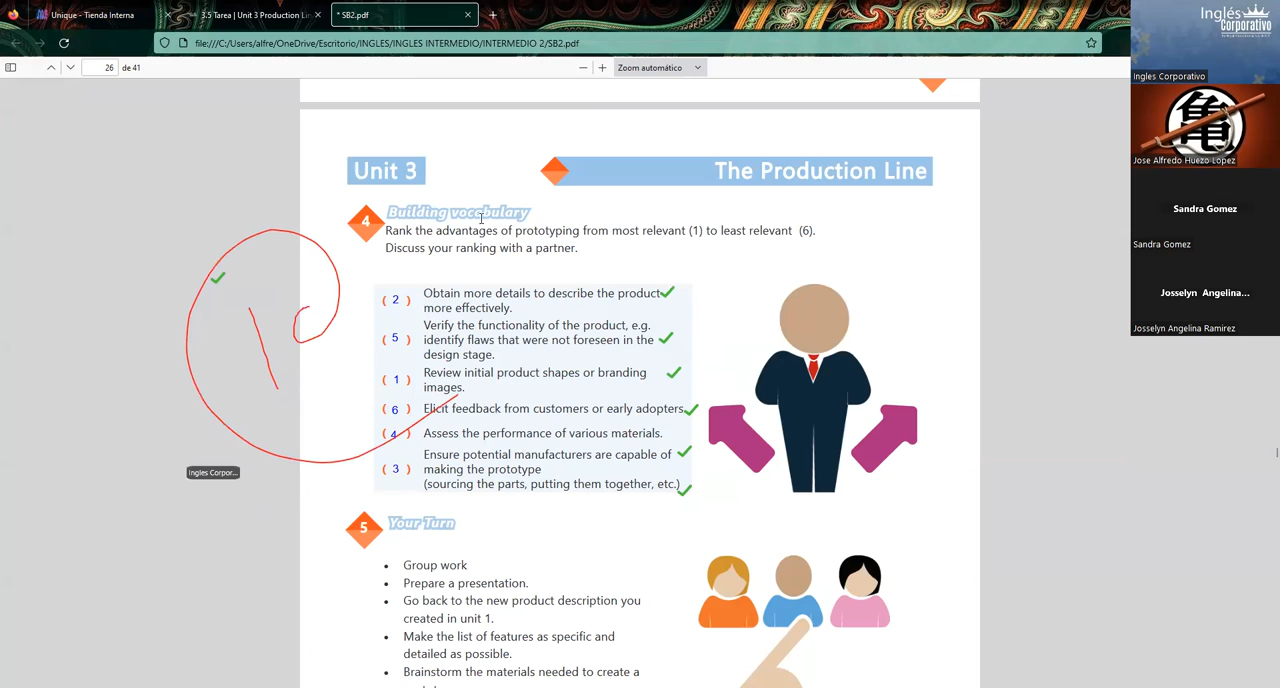 Unique - Tienda Interna
3.5 Tarea | Unit 3 Production Lin
* SB2.pdf
file:///C:/Users/alfre/OneDrive/Escritorio/INGLES/INGLES INTERMEDIO/INTERMEDIO 2/SB2.pdf
26 de 41
Zoom automático
Inglés
Corporativo
Ingles Corporativo
亀
Jose Alfredo Huezo Lopez
Sandra Gomez
Sandra Gomez
Josselyn Angelina...
Josselyn Angelina Ramirez
Unit 3
The Production Line
4
Building vocabulary
Rank the advantages of prototyping from most relevant (1) to least relevant (6).
Discuss your ranking with a partner.
( 2 ) Obtain more details to describe the product
more effectively.
Verify the functionality of the product, e.g.
( 5 ) identify flaws that were not foreseen in the
design stage.
( 1 ) Review initial product shapes or branding
images.
( 6 ) Elicit feedback from customers or early adopters.
( 4 ) Assess the performance of various materials.
Ensure potential manufacturers are capable of
( 3 ) making the prototype
(sourcing the parts, putting them together, etc.)
Ingles Corpor...
5
Your Turn
• Group work
• Prepare a presentation.
• Go back to the new product description you
created in unit 1.
• Make the list of features as specific and
detailed as possible.
• Brainstorm the materials needed to create a